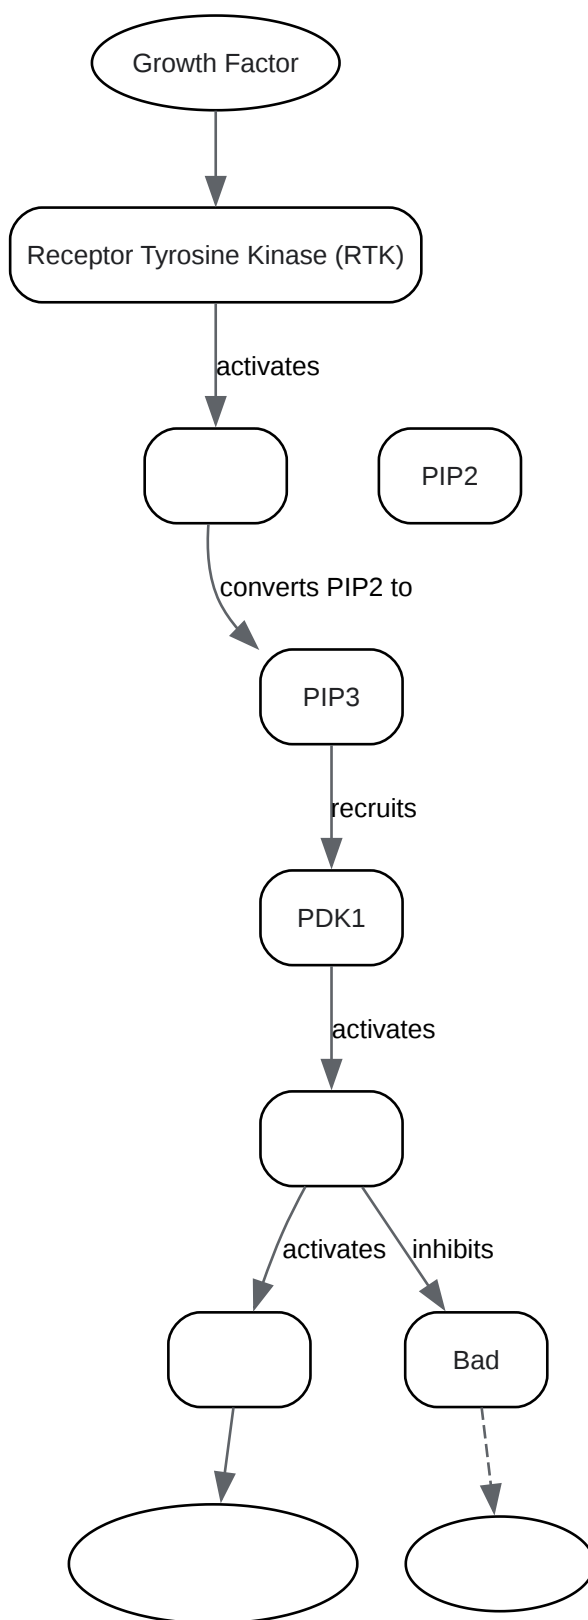 Growth Factor
Receptor Tyrosine Kinase (RTK)
activates
PIP2
converts PIP2 to
PIP3
recruits
PDK1
activates
activates
inhibits
Bad